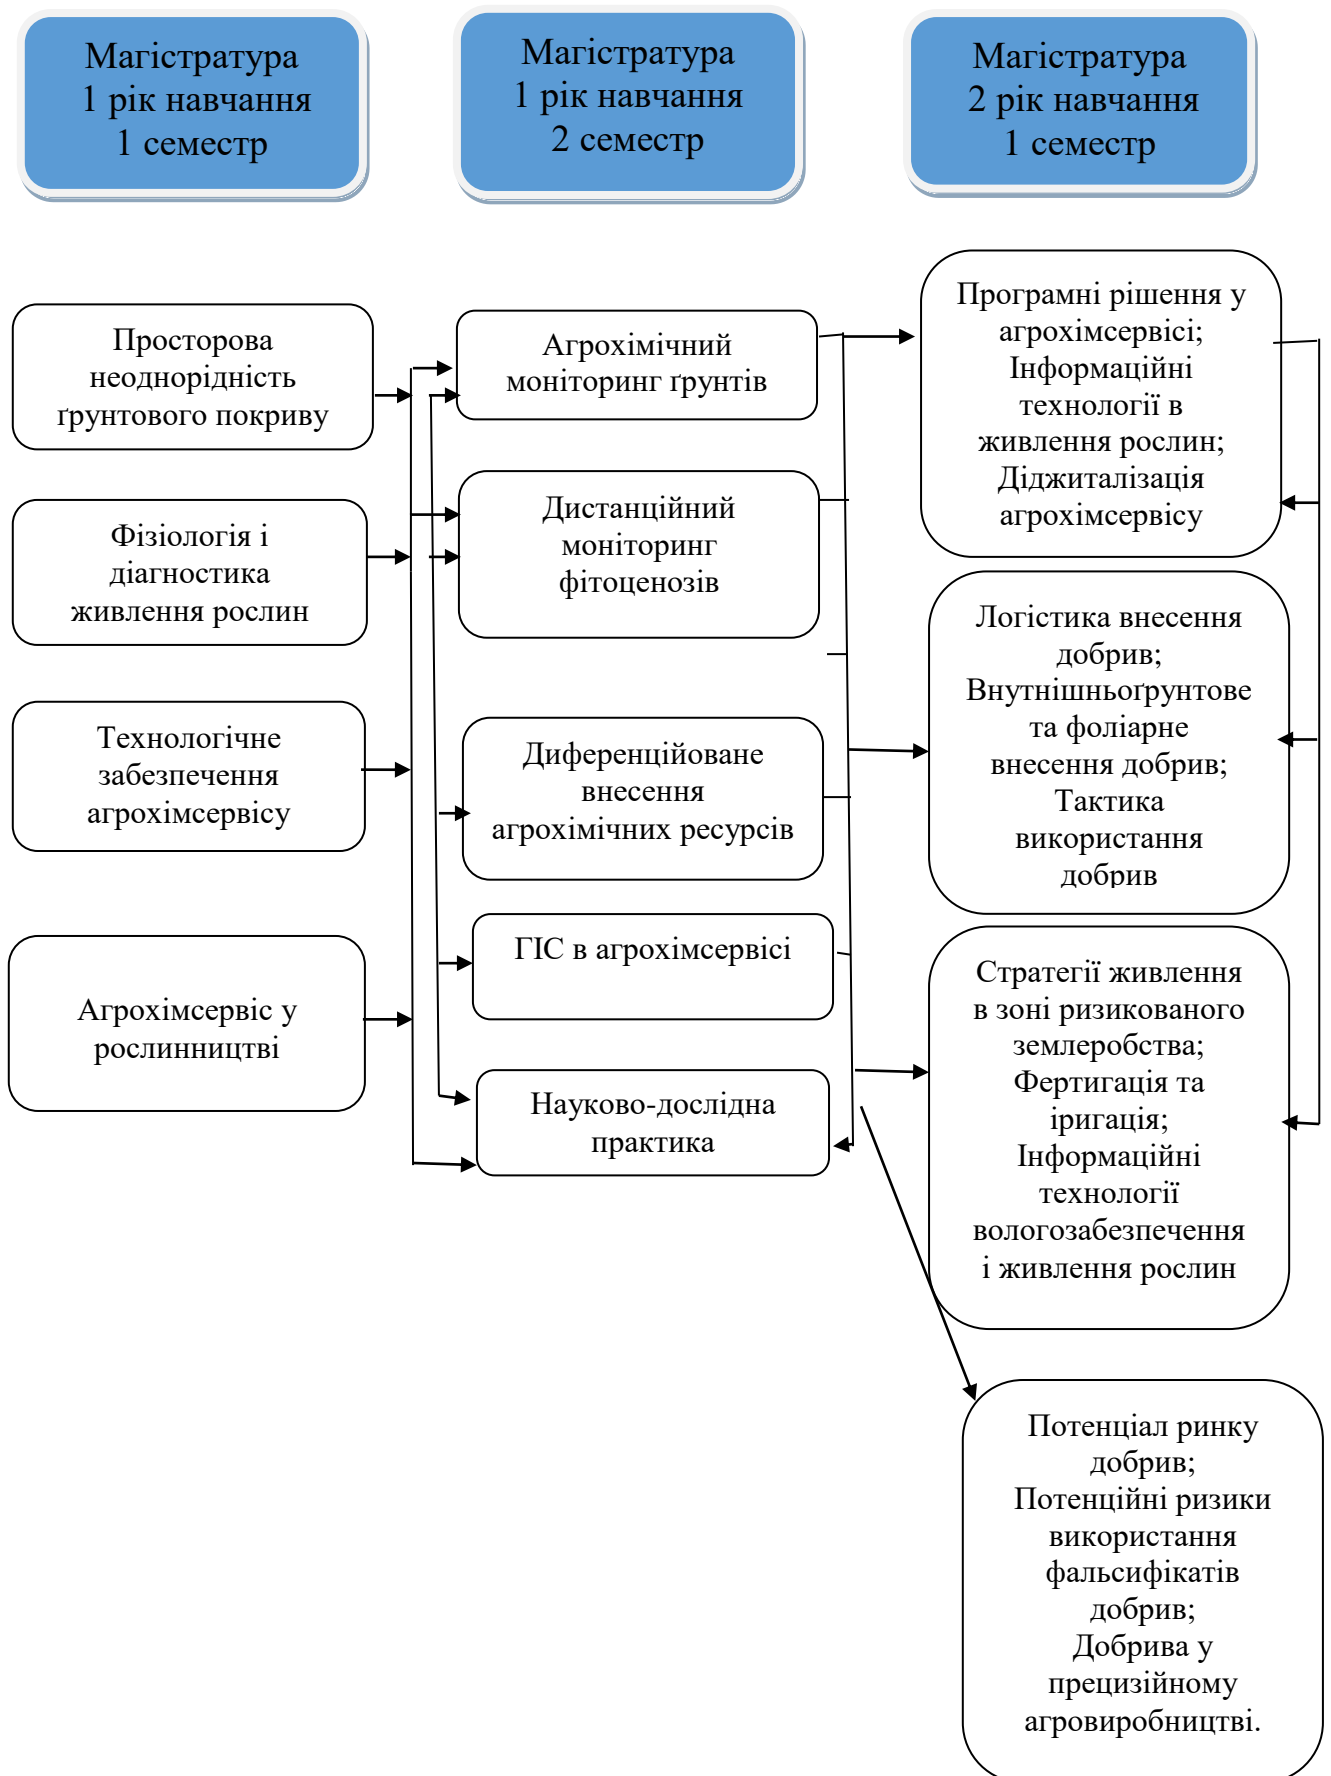 Магістратура
1 рік навчання
1 семестр
Магістратура
1 рік навчання
2 семестр
Магістратура
2 рік навчання
1 семестр
Просторова
неоднорідність
ґрунтового покриву
Фізіологія і
діагностика
живлення рослин
Технологічне
забезпечення
агрохімсервісу
Агрохімсервіс у
рослинництві
Агрохімічний
моніторинг ґрунтів
Дистанційний
моніторинг
фітоценозів
Диференційоване
внесення
агрохімічних ресурсів
ГІС в агрохімсервісі
Науково-дослідна
практика
Програмні рішення у
агрохімсервісі;
Інформаційні
технології в
живлення рослин;
Діджиталізація
агрохімсервісу
Логістика внесення
добрив;
Внутнішньоґрунтове
та фоліарне
внесення добрив;
Тактика
використання
добрив
Стратегії живлення
в зоні ризикованого
землеробства;
Фертигація та
іригація;
Інформаційні
технології
вологозабезпечення
і живлення рослин
Потенціал ринку
добрив;
Потенційні ризики
використання
фальсифікатів
добрив;
Добрива у
прецизійному
агровиробництві.